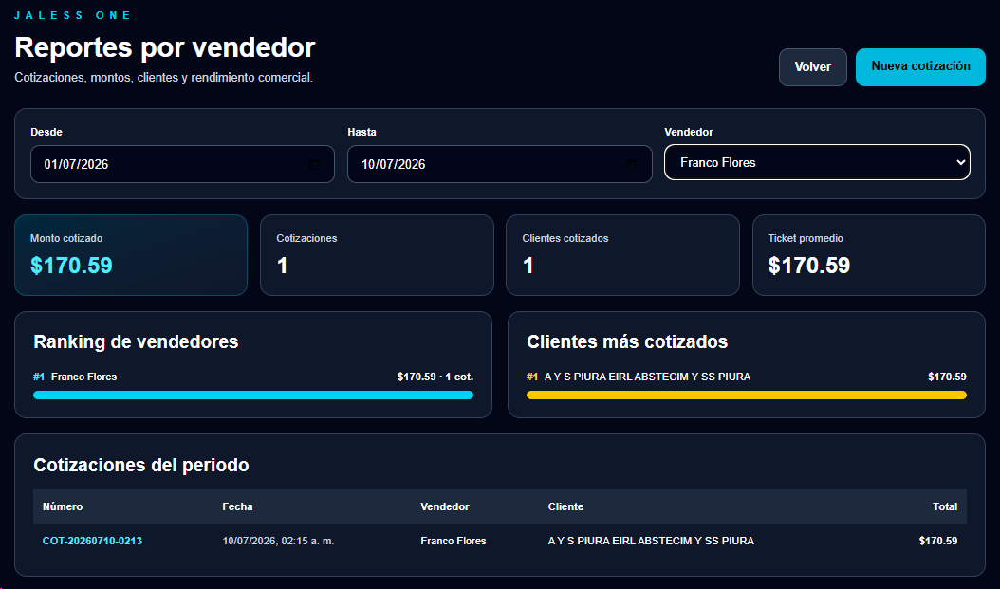 JALESS ONE
Reportes por vendedor
Cotizaciones, montos, clientes y rendimiento comercial.
Volver
Nueva cotización
Desde
Hasta
Vendedor
01/07/2026
10/07/2026
Franco Flores
Monto cotizado
Cotizaciones
Clientes cotizados
Ticket promedio
$170.59
1
1
$170.59
Ranking de vendedores
#1 Franco Flores
$170.59 · 1 cot.
Clientes más cotizados
#1 A Y S PIURA EIRL ABSTECIM Y SS PIURA
$170.59
Cotizaciones del periodo
Número Fecha Vendedor Cliente Total
COT-20260710-0213 10/07/2026, 02:15 a. m. Franco Flores A Y S PIURA EIRL ABSTECIM Y SS PIURA $170.59